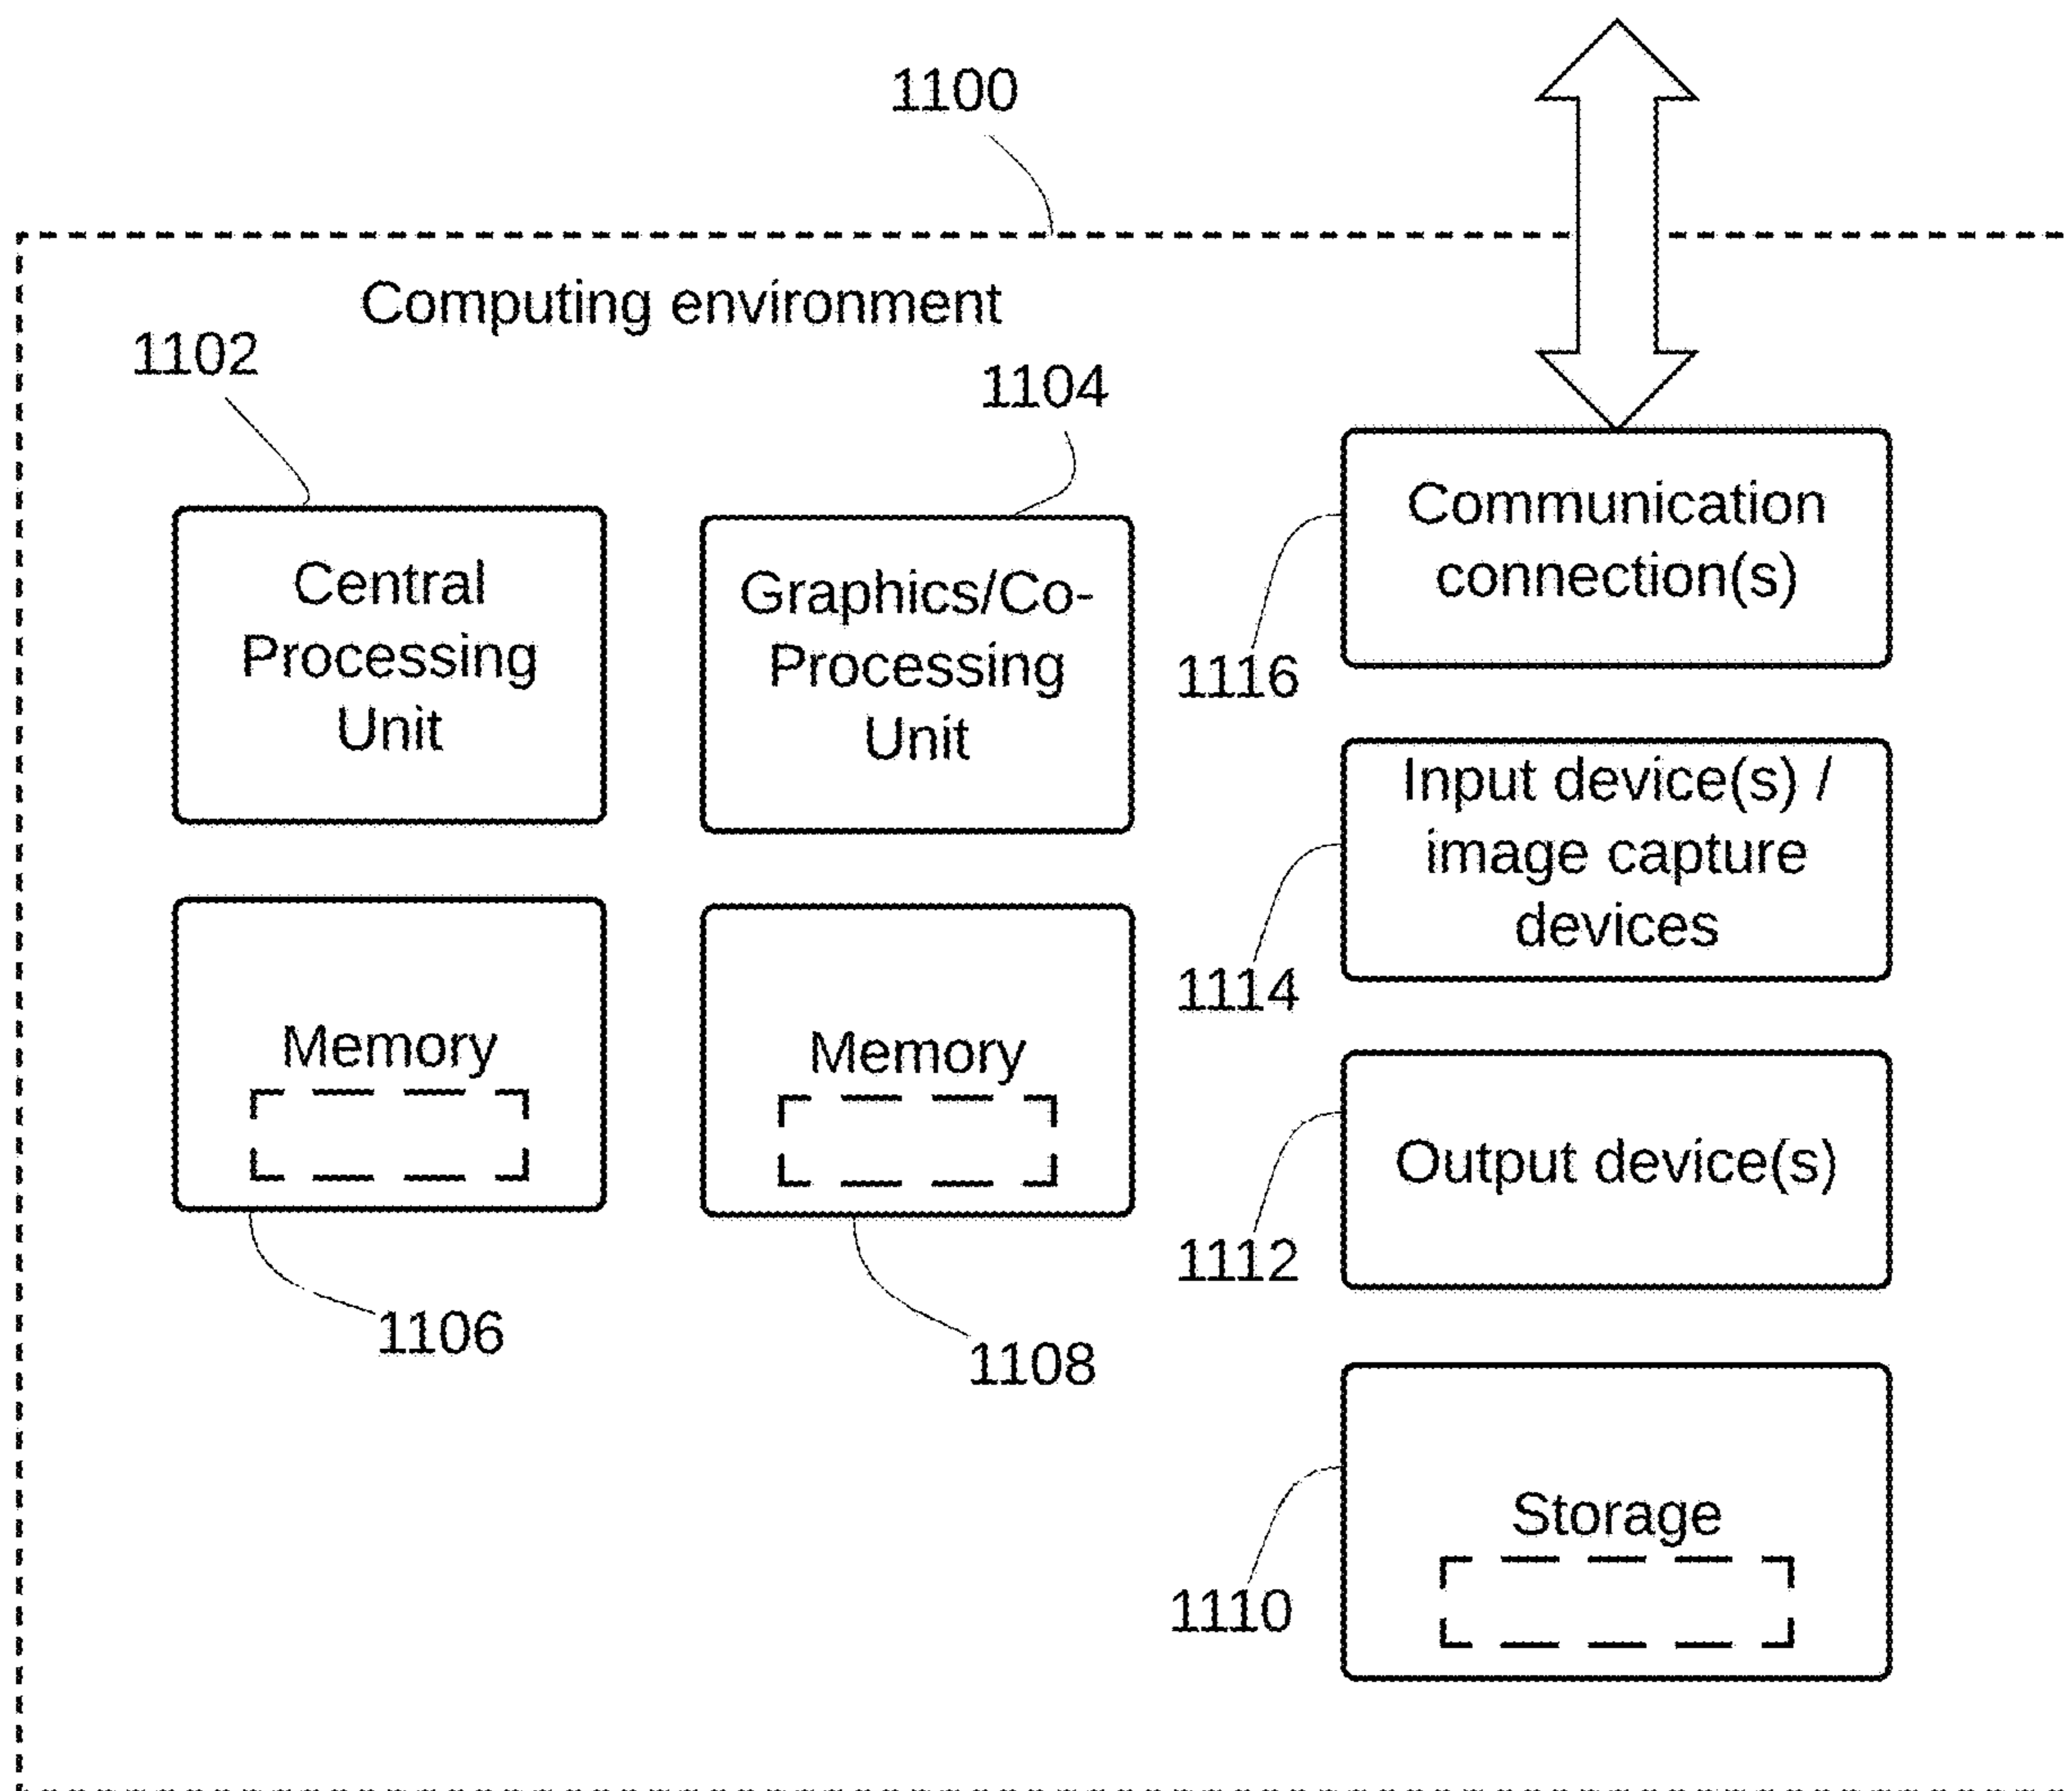 1100
Computing environment
1102
1104
Central
Processing
Unit
Graphics/Co-
Processing
Unit
Communication
connection(s)
1116
Input device(s) /
image capture
devices
1114
Memory
Memory
Output device(s)
1112
1106
1108
Storage
1110